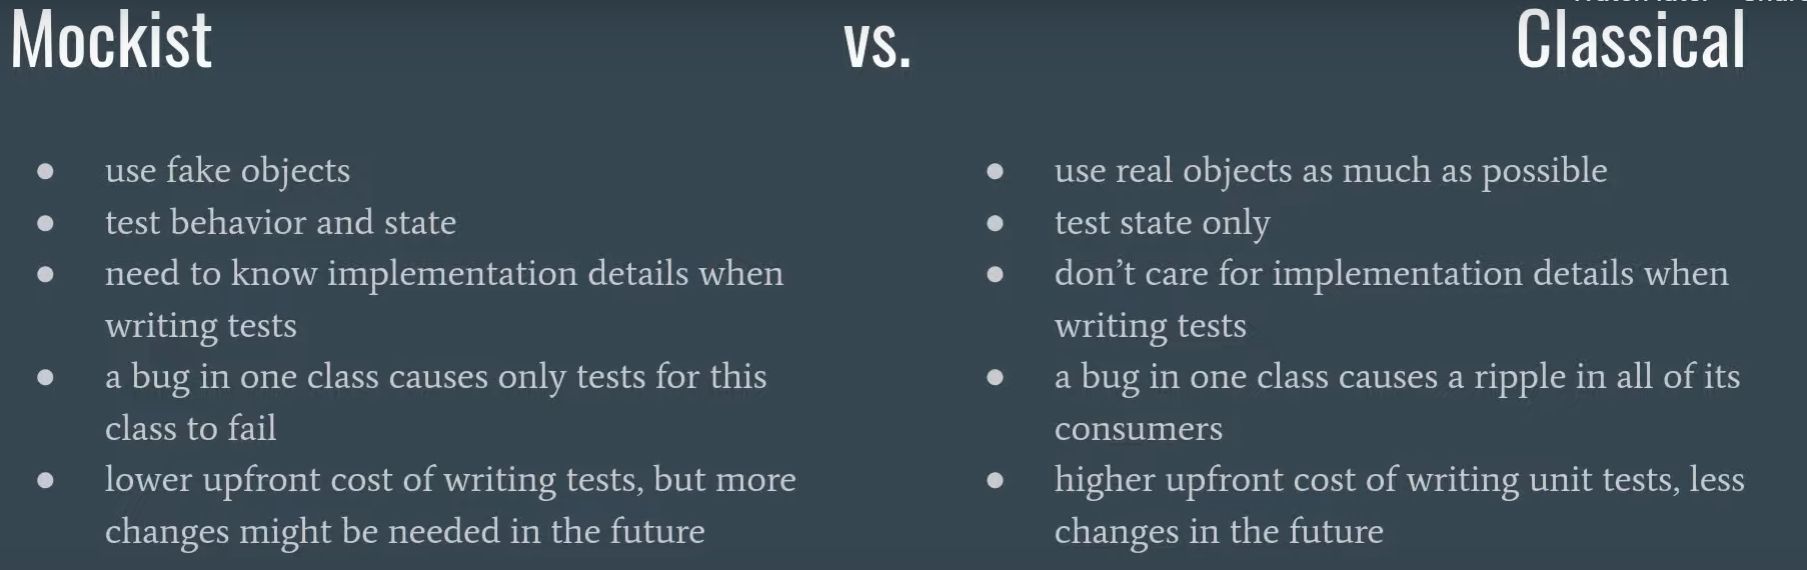 Mockist vs. Classical
● use fake objects
● test behavior and state
● need to know implementation details when
writing tests
● a bug in one class causes only tests for this
class to fail
● lower upfront cost of writing tests, but more
changes might be needed in the future
● use real objects as much as possible
● test state only
● don’t care for implementation details when
writing tests
● a bug in one class causes a ripple in all of its
consumers
● higher upfront cost of writing unit tests, less
changes in the future